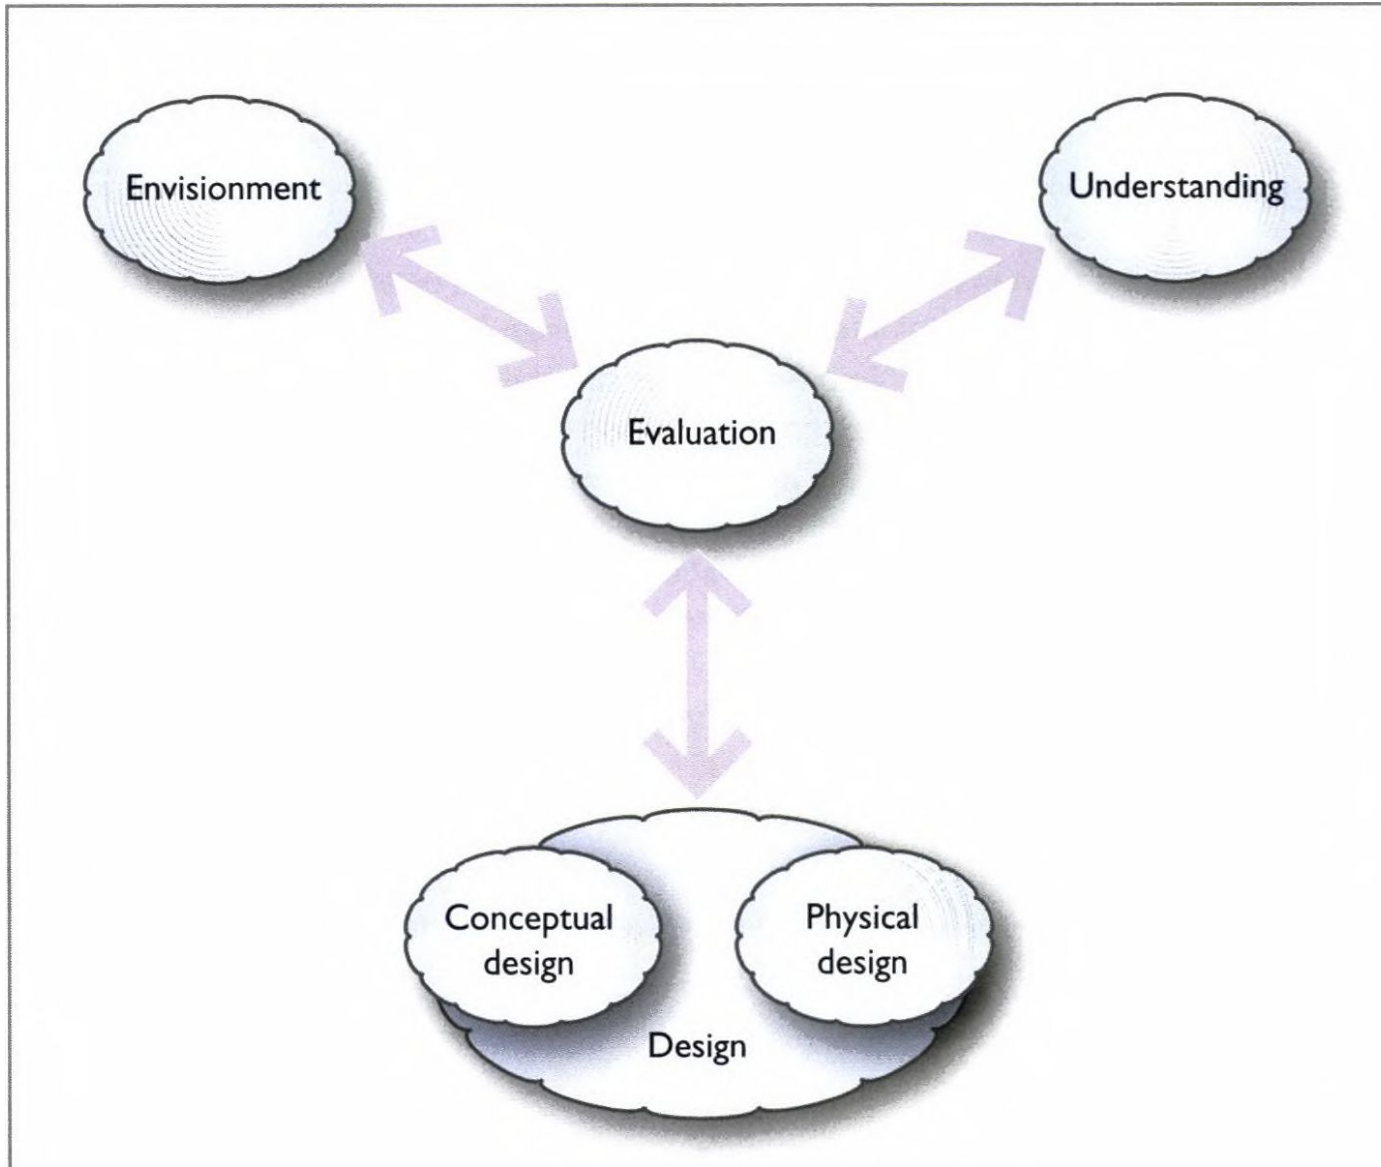 Envisionment
Understanding
Evaluation
Conceptual
design
Physical
design
Design